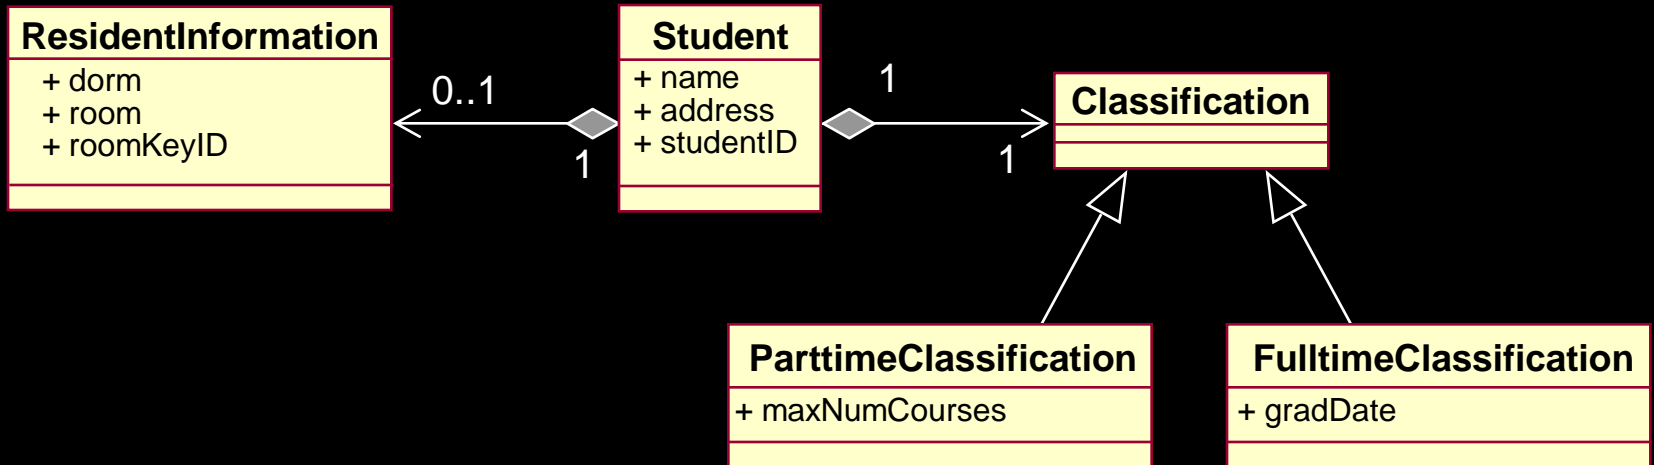 ResidentInformation
+ dorm
+ room
+ roomKeyID
0..1
1
Student
+ name
+ address
+ studentID
1
1
Classification
ParttimeClassification
+ maxNumCourses
FulltimeClassification
+ gradDate